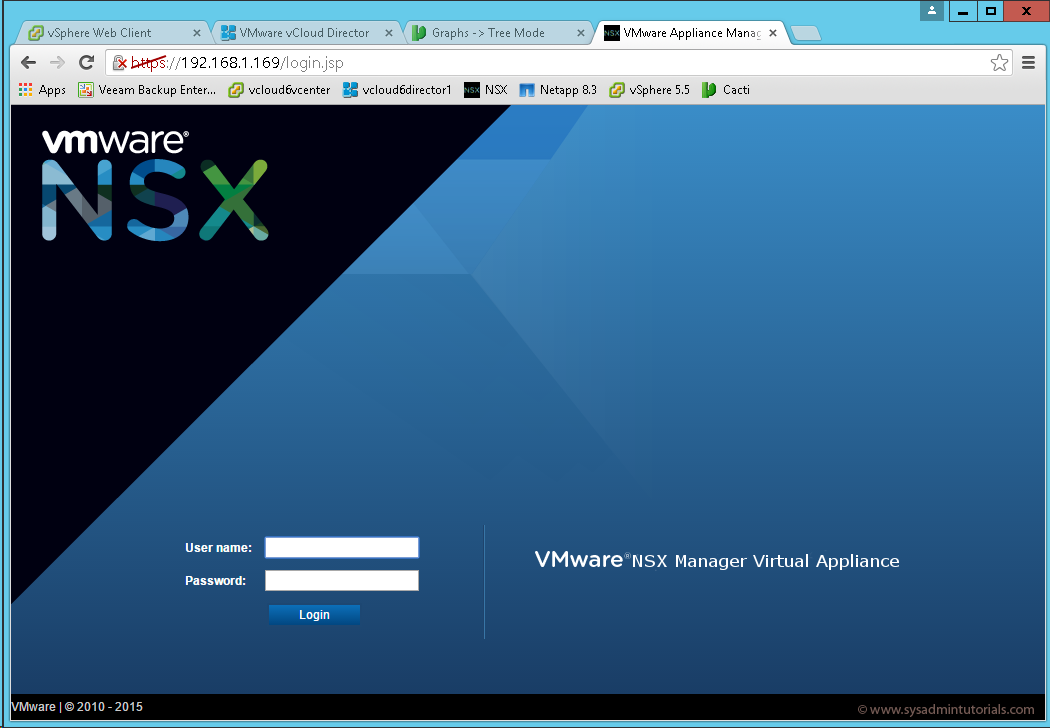 vSphere Web Client
VMware vCloud Director
Graphs -> Tree Mode
VMware Appliance Manag
https://192.168.1.169/login.jsp
Apps
Veeam Backup Enter...
vcloud6vcenter
vcloud6director1
NSX
NSX
Netapp 8.3
vSphere 5.5
Cacti
vmware®
NSX
User name:
Password:
Login
VMware® NSX Manager Virtual Appliance
VMware | © 2010 - 2015
© www.sysadmintutorials.com